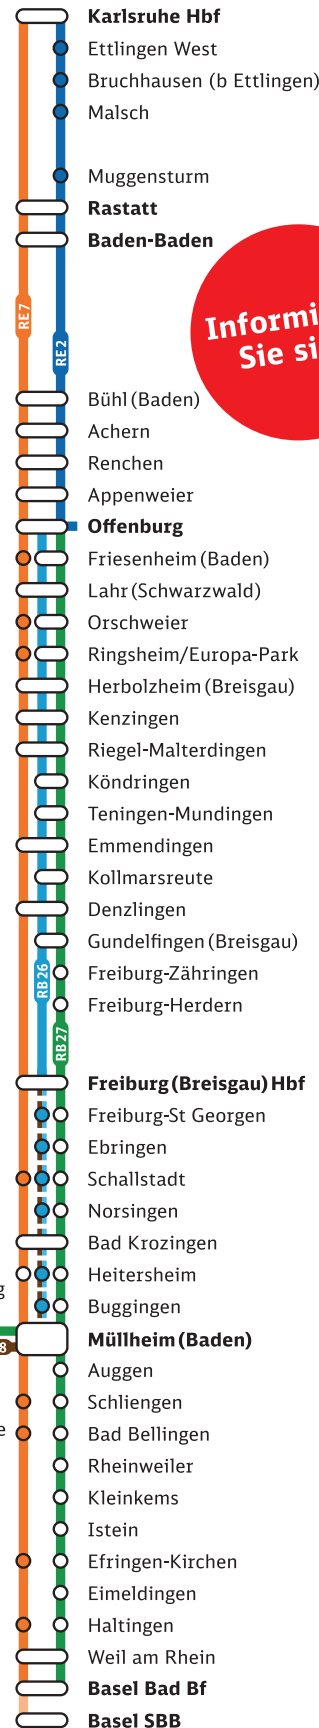 Karlsruhe Hbf
Ettlingen West
Bruchhausen (b Ettlingen)
Malsch
Muggensturm
Rastatt
Baden-Baden
RE 7
Informi
Sie si
RE 2
Bühl (Baden)
Achern
Renchen
Appenweier
Offenburg
Friesenheim (Baden)
Lahr (Schwarzwald)
Orschweier
Ringsheim/Europa-Park
Herbolzheim (Breisgau)
Kenzingen
Riegel-Malterdingen
Köndringen
Teningen-Mundingen
Emmendingen
Kollmarsreute
Denzlingen
Gundelfingen (Breisgau)
RB 26
Freiburg-Zähringen
Freiburg-Herdern
RB 27
Freiburg (Breisgau) Hbf
Freiburg-St Georgen
Ebringen
Schallstadt
Norsingen
Bad Krozingen
Heitersheim
g
Buggingen
Müllheim (Baden)
8
Auggen
Schliengen
e
Bad Bellingen
Rheinweiler
Kleinkems
Istein
Efringen-Kirchen
Eimeldingen
Haltingen
Weil am Rhein
Basel Bad Bf
Basel SBB